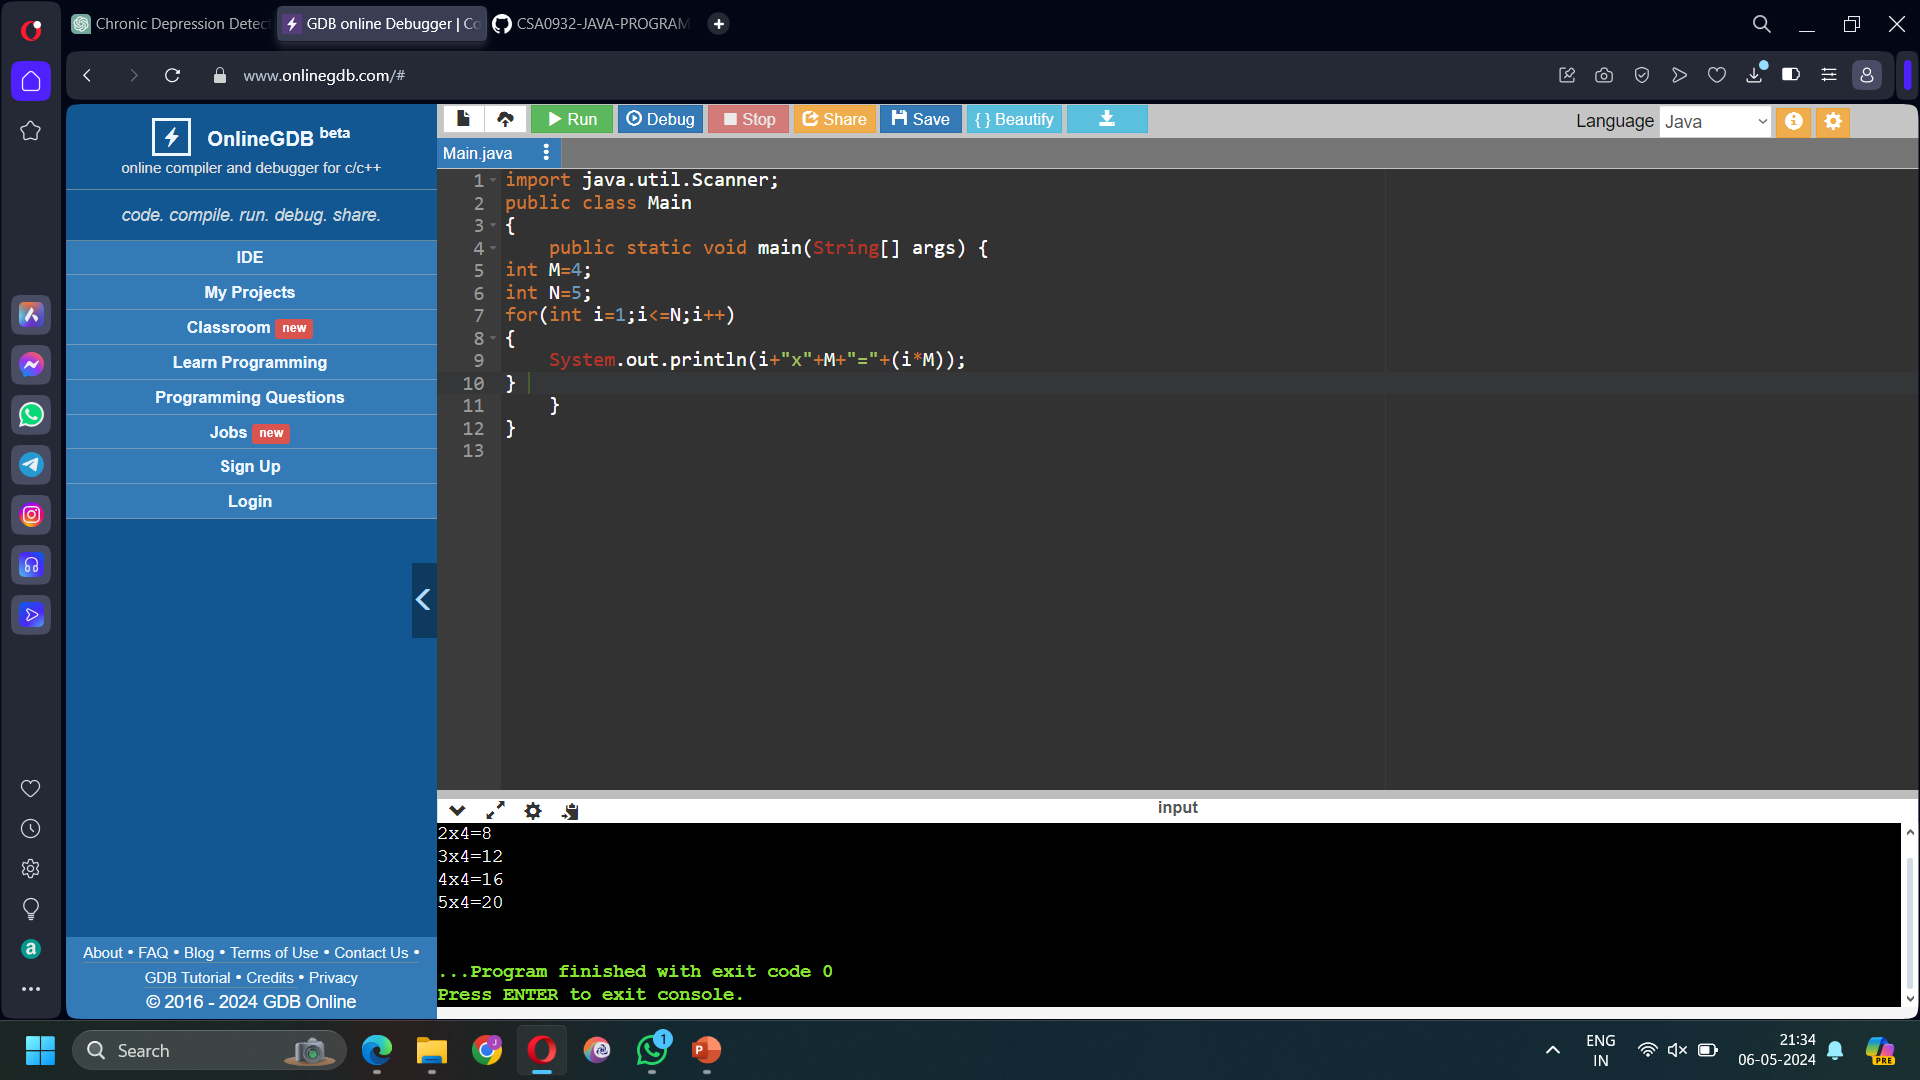 Chronic Depression Detec
GDB online Debugger | Co
CSA0932-JAVA-PROGRAM
www.onlinegdb.com/#
OnlineGDB beta
online compiler and debugger for c/c++
code. compile. run. debug. share.
IDE
My Projects
Classroom new
Learn Programming
Programming Questions
Jobs new
Sign Up
Login
About • FAQ • Blog • Terms of Use • Contact Us •
GDB Tutorial • Credits • Privacy
© 2016 - 2024 GDB Online
Run
Debug
Stop
Share
Save
{ } Beautify
Language Java
Main.java
1 import java.util.Scanner;
2 public class Main
3 {
4     public static void main(String[] args) {
5 int M=4;
6 int N=5;
7 for(int i=1;i<=N;i++)
8 {
9     System.out.println(i+"x"+M+"="+(i*M));
10 }
11     }
12 }
13
input
2x4=8
3x4=12
4x4=16
5x4=20
...Program finished with exit code 0
Press ENTER to exit console.
Search
J
P
1
ENG
IN
21:34
06-05-2024
PRE
a